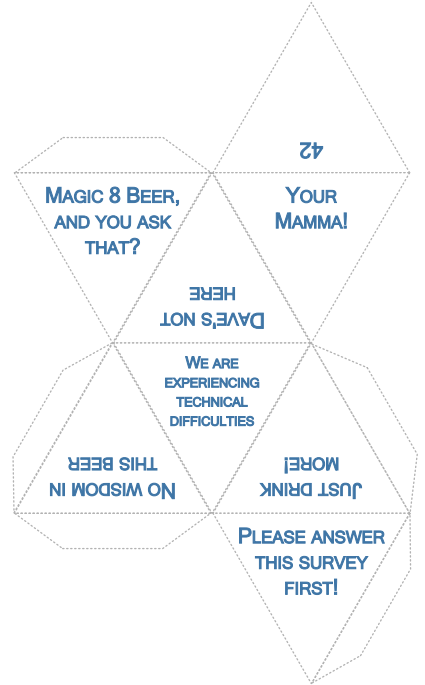 42
Magic 8 Beer,
and you ask
that?
Your
Mamma!
Dave's not
here
We are
experiencing
technical
difficulties
No wisdom in
this beer
Just drink
more!
Please answer
this survey
first!